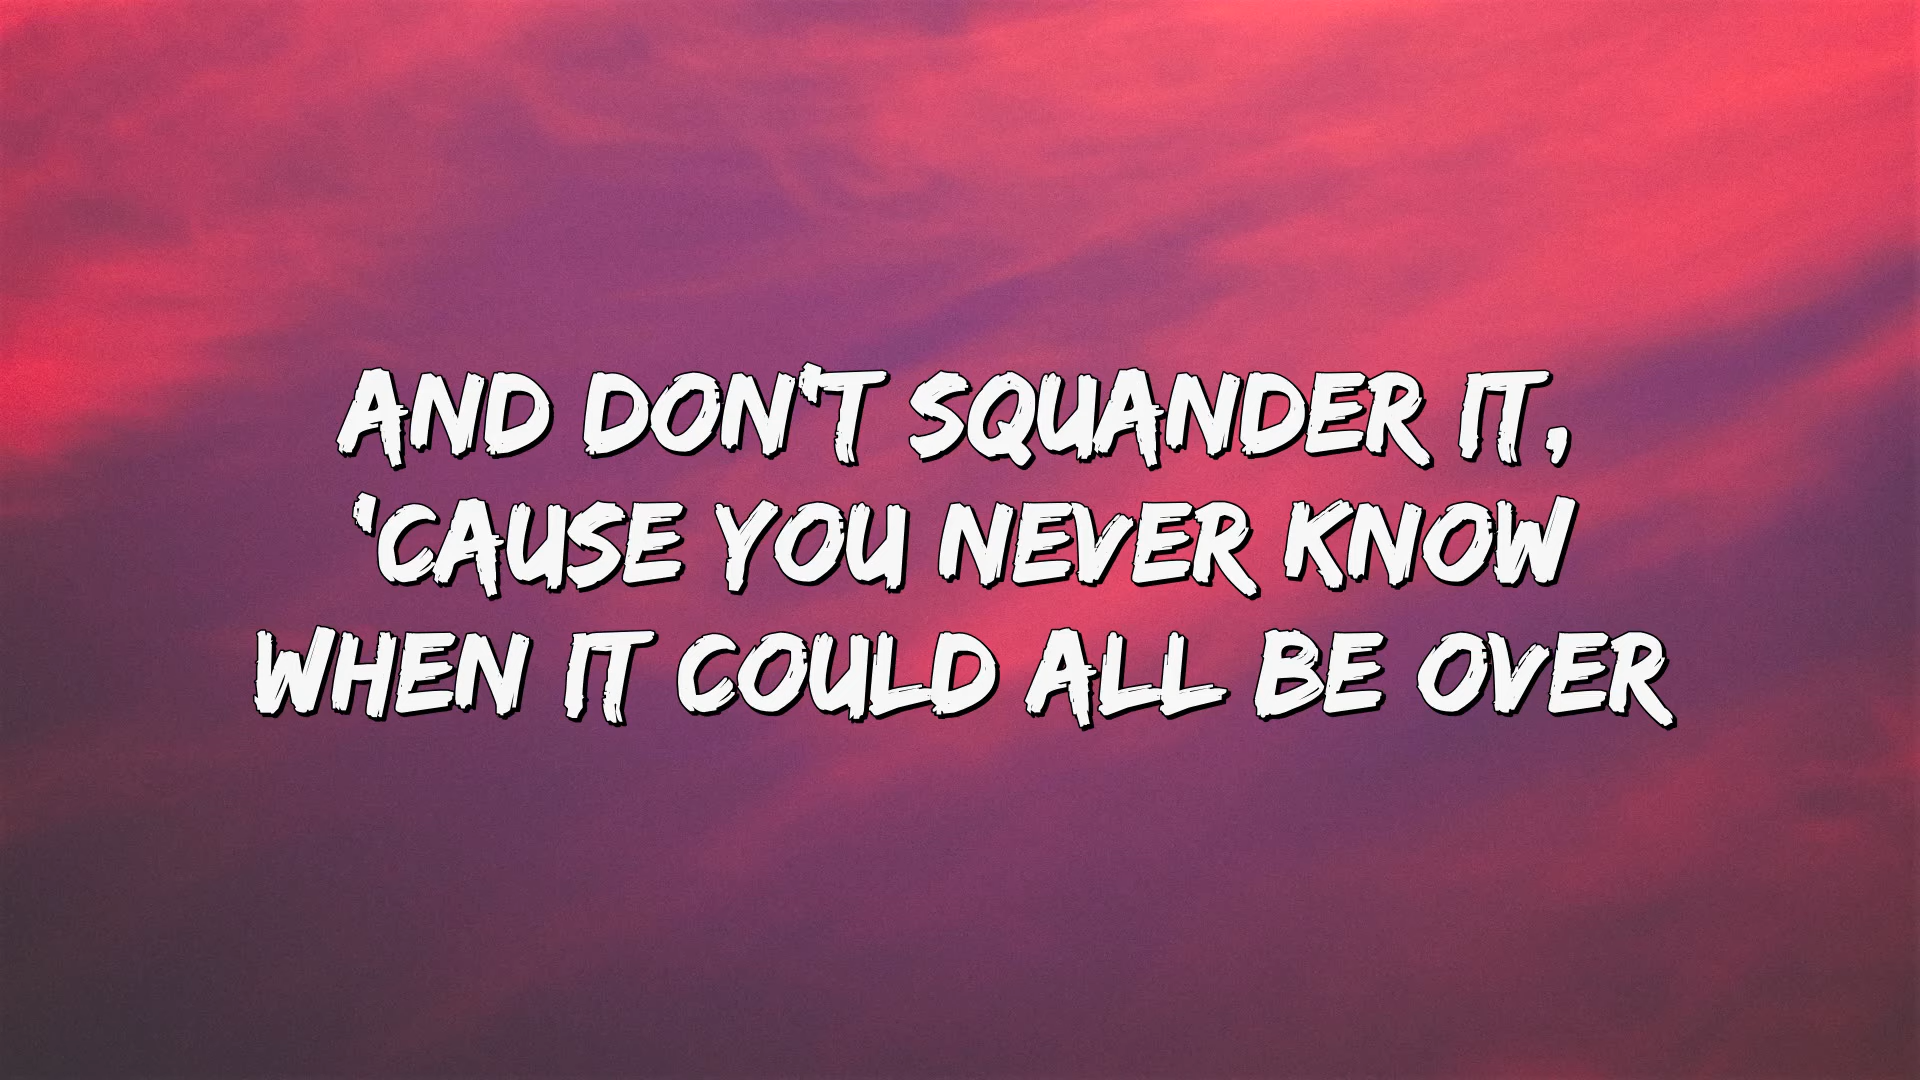 AND DON'T SQUANDER IT,
'CAUSE YOU NEVER KNOW
WHEN IT COULD ALL BE OVER